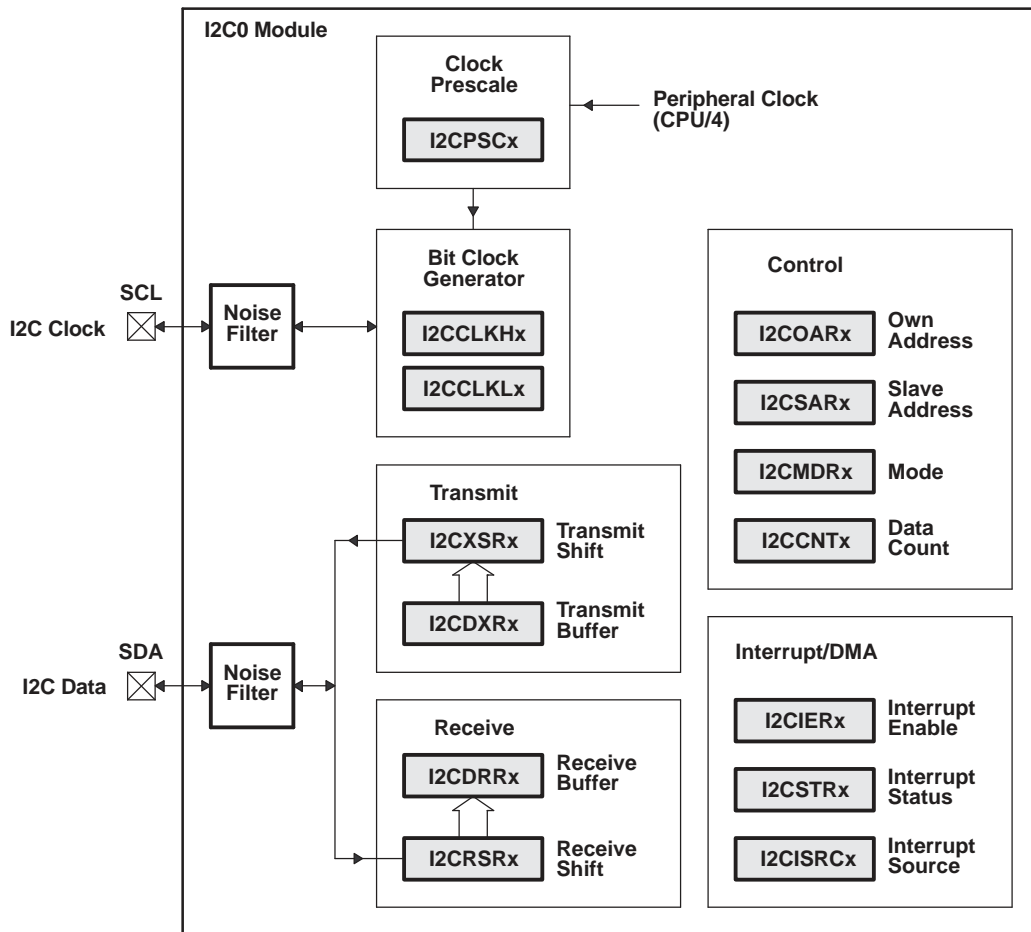 I2C0 Module
Clock
Prescale
I2CPSCx
Peripheral Clock
(CPU/4)
Bit Clock
Generator
I2CCLKHx
I2CCLKLx
SCL
I2C Clock
Noise
Filter
Control
I2COARx
Own
Address
I2CSARx
Slave
Address
I2CMDRx
Mode
I2CCNTx
Data
Count
Transmit
I2CXSRx
Transmit
Shift
I2CDXRx
Transmit
Buffer
SDA
I2C Data
Noise
Filter
Receive
I2CDRRx
Receive
Buffer
I2CRSRx
Receive
Shift
Interrupt/DMA
I2CIERx
Interrupt
Enable
I2CSTRx
Interrupt
Status
I2CISRCx
Interrupt
Source